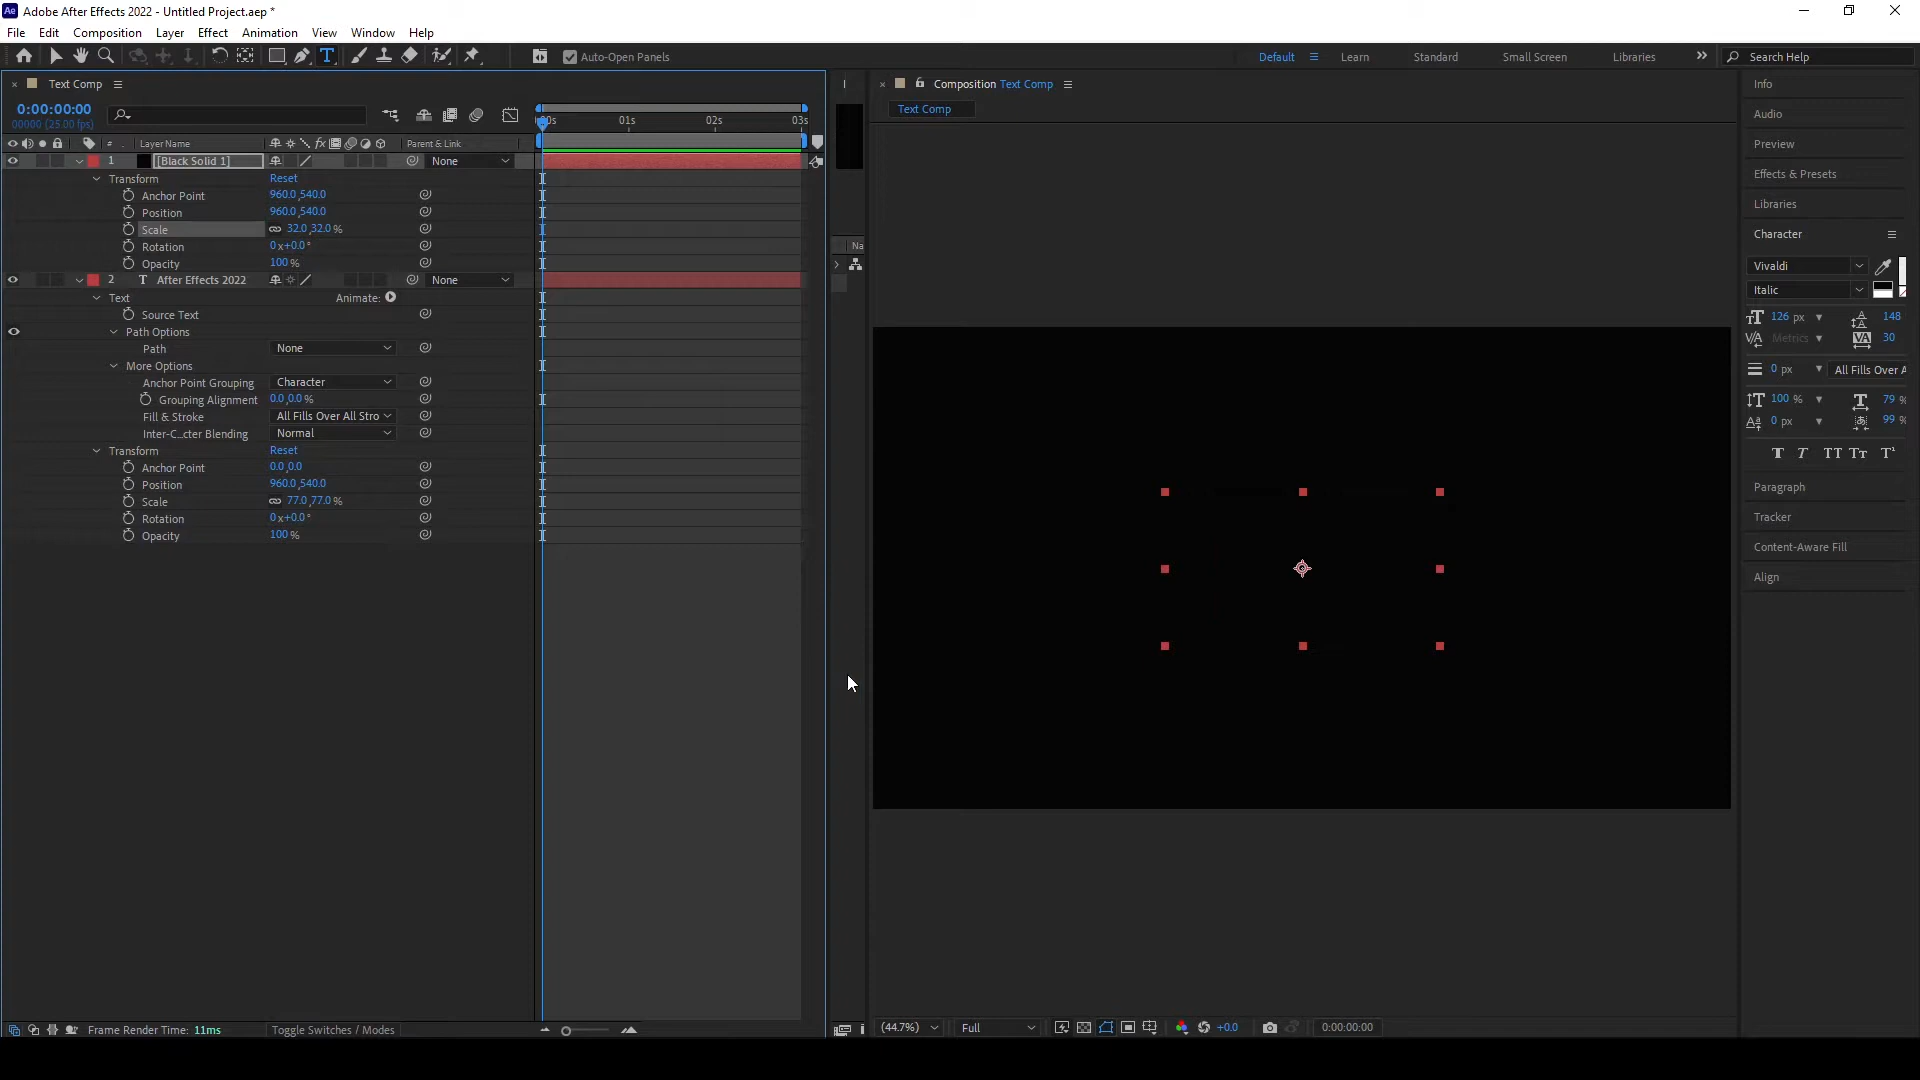 Adobe After Effects 2022 - Untitled Project.aep *
File Edit Composition Layer Effect Animation View Window Help
Auto-Open Panels
Default Learn Standard Small Screen Libraries Search Help
Text Comp
0:00:00:00
00000 (25.00 fps)
# Layer Name fx Parent & Link
00s 01s 02s 03s
1 [Black Solid 1] None
Transform Reset
Anchor Point 960.0,540.0
Position 960.0,540.0
Scale 32.0,32.0 %
Rotation 0x+0.0°
Opacity 100 %
2 T After Effects 2022 None
Text Animate:
Source Text
Path Options
Path None
More Options
Anchor Point Grouping Character
Grouping Alignment 0.0,0.0 %
Fill & Stroke All Fills Over All Stro
Inter-C...cter Blending Normal
Transform Reset
Anchor Point 0.0,0.0
Position 960.0,540.0
Scale 77.0,77.0 %
Rotation 0x+0.0°
Opacity 100 %
Frame Render Time: 11ms Toggle Switches / Modes
Na
Composition Text Comp
Text Comp
(44.7%) Full +0.0 0:00:00:00
Info
Audio
Preview
Effects & Presets
Libraries
Character
Vivaldi
Italic
126 px 148
Metrics 30
0 px All Fills Over A
100 % 79 %
0 px 99 %
T T TT Tr T¹
Paragraph
Tracker
Content-Aware Fill
Align